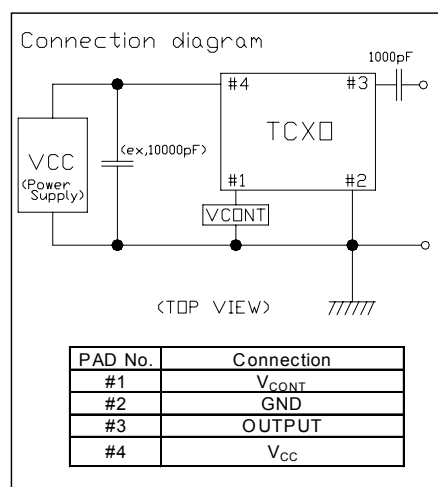 Connection diagram
1000pF
#4
#3
TCXO
(ex,10000pF)
VCC
(Power
Supply)
#1
#2
VCONT
(TOP VIEW)
PAD No. Connection
#1 VCONT
#2 GND
#3 OUTPUT
#4 VCC